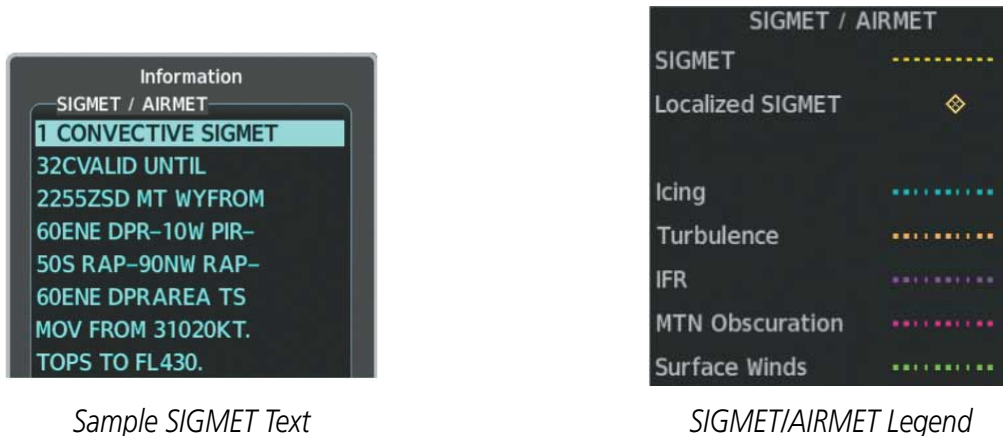 Information
SIGMET / AIRMET
1 CONVECTIVE SIGMET
32CVALID UNTIL
2255ZSD MT WYFROM
60ENE DPR–10W PIR–
50S RAP–90NW RAP–
60ENE DPRAREA TS
MOV FROM 31020KT.
TOPS TO FL430.
Sample SIGMET Text
SIGMET / AIRMET
SIGMET
Localized SIGMET
Icing
Turbulence
IFR
MTN Obscuration
Surface Winds
SIGMET/AIRMET Legend